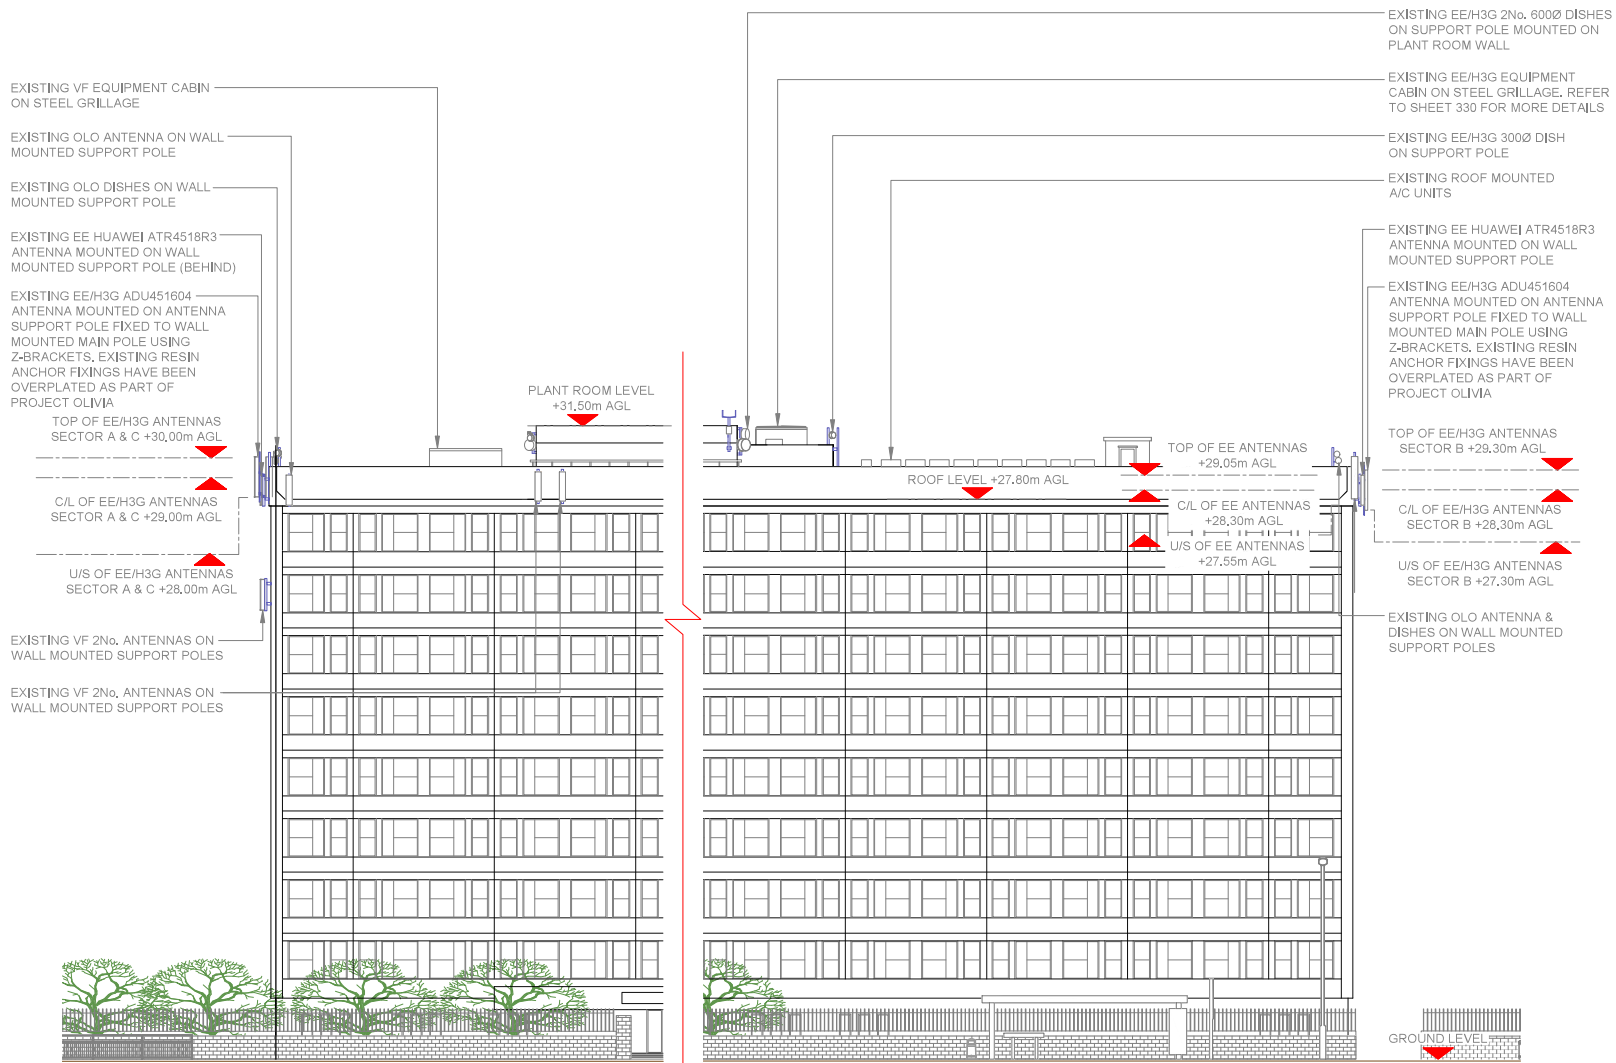 EXISTING VF EQUIPMENT CABIN
ON STEEL GRILLAGE
EXISTING OLO ANTENNA ON WALL
MOUNTED SUPPORT POLE
EXISTING OLO DISHES ON WALL
MOUNTED SUPPORT POLE
EXISTING EE HUAWEI ATR4518R3
ANTENNA MOUNTED ON WALL
MOUNTED SUPPORT POLE (BEHIND)
EXISTING EE/H3G ADU451604
ANTENNA MOUNTED ON ANTENNA
SUPPORT POLE FIXED TO WALL
MOUNTED MAIN POLE USING
Z-BRACKETS. EXISTING RESIN
ANCHOR FIXINGS HAVE BEEN
OVERPLATED AS PART OF
PROJECT OLIVIA
TOP OF EE/H3G ANTENNAS
SECTOR A & C +30.00m AGL
C/L OF EE/H3G ANTENNAS
SECTOR A & C +29.00m AGL
U/S OF EE/H3G ANTENNAS
SECTOR A & C +28.00m AGL
EXISTING VF 2No. ANTENNAS ON
WALL MOUNTED SUPPORT POLES
EXISTING VF 2No. ANTENNAS ON
WALL MOUNTED SUPPORT POLES
PLANT ROOM LEVEL
+31.50m AGL
ROOF LEVEL +27.80m AGL
TOP OF EE ANTENNAS
+29.05m AGL
C/L OF EE ANTENNAS
+28.30m AGL
U/S OF EE ANTENNAS
+27.55m AGL
EXISTING EE/H3G 2No. 600Ø DISHES
ON SUPPORT POLE MOUNTED ON
PLANT ROOM WALL
EXISTING EE/H3G EQUIPMENT
CABIN ON STEEL GRILLAGE. REFER
TO SHEET 330 FOR MORE DETAILS
EXISTING EE/H3G 300Ø DISH
ON SUPPORT POLE
EXISTING ROOF MOUNTED
A/C UNITS
EXISTING EE HUAWEI ATR4518R3
ANTENNA MOUNTED ON WALL
MOUNTED SUPPORT POLE
EXISTING EE/H3G ADU451604
ANTENNA MOUNTED ON ANTENNA
SUPPORT POLE FIXED TO WALL
MOUNTED MAIN POLE USING
Z-BRACKETS. EXISTING RESIN
ANCHOR FIXINGS HAVE BEEN
OVERPLATED AS PART OF
PROJECT OLIVIA
TOP OF EE/H3G ANTENNAS
SECTOR B +29.30m AGL
C/L OF EE/H3G ANTENNAS
SECTOR B +28.30m AGL
U/S OF EE/H3G ANTENNAS
SECTOR B +27.30m AGL
EXISTING OLO ANTENNA &
DISHES ON WALL MOUNTED
SUPPORT POLES
GROUND LEVEL